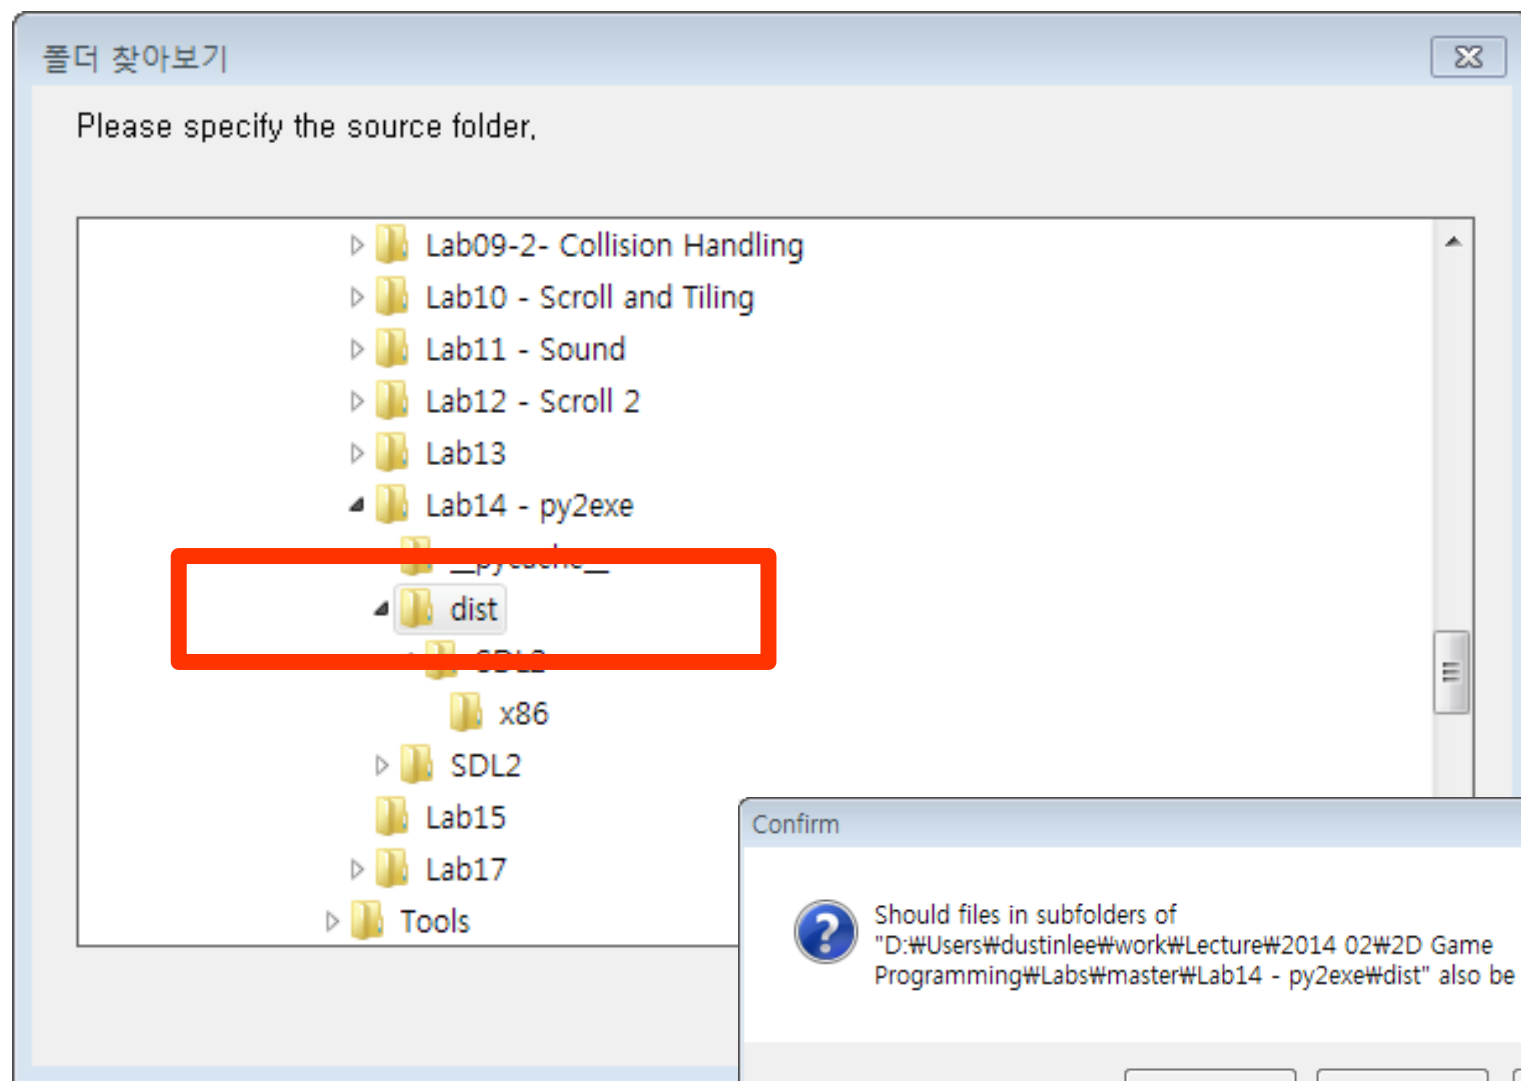 폴더 찾아보기
Please specify the source folder,
Lab09-2- Collision Handling
Lab10 - Scroll and Tiling
Lab11 - Sound
Lab12 - Scroll 2
Lab13
Lab14 - py2exe
__pycache__
dist
SDL2
x86
SDL2
Lab15
Lab17
Tools
Confirm
Should files in subfolders of
"D:₩Users₩dustinlee₩work₩Lecture₩2014 02₩2D Game
Programming₩Labs₩master₩Lab14 - py2exe₩dist" also be